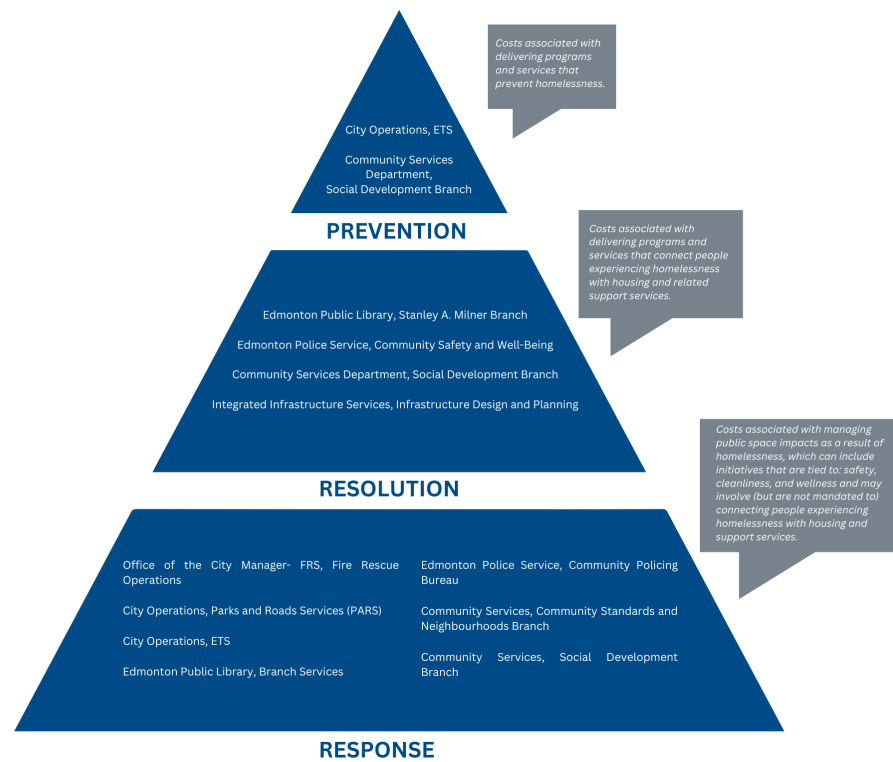 Costs associated with
delivering programs
and services that
prevent homelessness.
City Operations, ETS
Community Services
Department,
Social Development Branch
PREVENTION
Costs associated with
delivering programs and
services that connect people
experiencing homelessness
with housing and related
support services.
Edmonton Public Library, Stanley A. Milner Branch
Edmonton Police Service, Community Safety and Well-Being
Community Services Department, Social Development Branch
Integrated Infrastructure Services, Infrastructure Design and Planning
RESOLUTION
Costs associated with managing
public space impacts as a result of
homelessness, which can include
initiatives that are tied to: safety,
cleanliness, and wellness and may
involve (but are not mandated to)
connecting people experiencing
homelessness with housing and
support services.
Office of the City Manager- FRS, Fire Rescue
Operations
City Operations, Parks and Roads Services (PARS)
City Operations, ETS
Edmonton Public Library, Branch Services
Edmonton Police Service, Community Policing
Bureau
Community Services, Community Standards and
Neighbourhoods Branch
Community Services, Social Development
Branch
RESPONSE